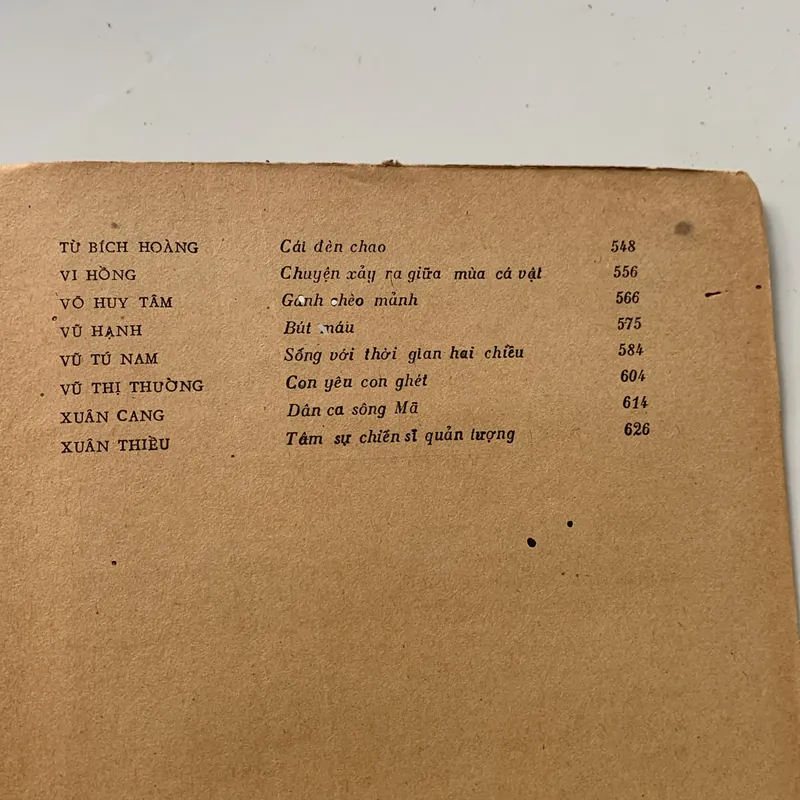 TỪ BÍCH HOÀNG Cái đèn chao 548
VI HỒNG Chuyện xảy ra giữa mùa cá vật 556
VÕ HUY TÂM Gánh chèo mảnh 566
VŨ HẠNH Bút máu 575
VŨ TÚ NAM Sống với thời gian hai chiều 584
VŨ THỊ THƯỜNG Con yêu con ghét 604
XUÂN CANG Dân ca sông Mã 614
XUÂN THIỀU Tâm sự chiến sĩ quản tượng 626